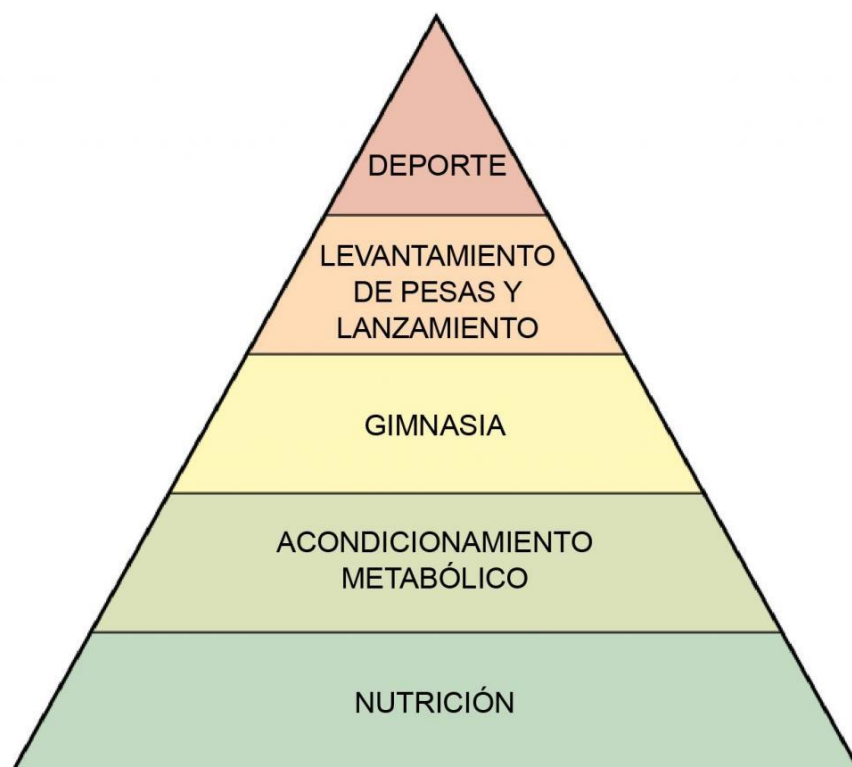 DEPORTE
LEVANTAMIENTO
DE PESAS Y
LANZAMIENTO
GIMNASIA
ACONDICIONAMIENTO
METABÓLICO
NUTRICIÓN